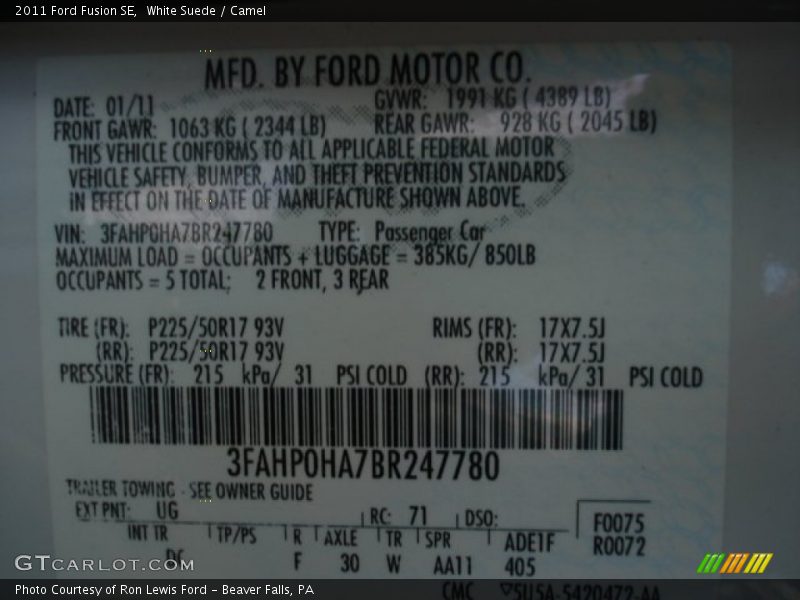 2011 Ford Fusion SE, White Suede / Camel
MFD. BY FORD MOTOR CO.
DATE: 01/11 GVWR: 1991 KG ( 4389 LB)
FRONT GAWR: 1063 KG ( 2344 LB) REAR GAWR: 928 KG ( 2045 LB)
THIS VEHICLE CONFORMS TO ALL APPLICABLE FEDERAL MOTOR
VEHICLE SAFETY, BUMPER, AND THEFT PREVENTION STANDARDS
IN EFFECT ON THE DATE OF MANUFACTURE SHOWN ABOVE.
VIN: 3FAHP0HA7BR247780 TYPE: Passenger Car
MAXIMUM LOAD = OCCUPANTS + LUGGAGE = 385KG/ 850LB
OCCUPANTS = 5 TOTAL; 2 FRONT, 3 REAR
TIRE (FR): P225/50R17 93V RIMS (FR): 17X7.5J
(RR): P225/50R17 93V (RR): 17X7.5J
PRESSURE (FR): 215 kPa/ 31 PSI COLD (RR): 215 kPa/ 31 PSI COLD
3FAHP0HA7BR247780
TRAILER TOWING - SEE OWNER GUIDE
EXT PNT: UG RC: 71 DSO: F0075
INT TR TP/PS R AXLE TR SPR ADE1F R0072
DC F 30 W AA11 405
GTCARCOLORS.COM CMC
Photo Courtesy of Ron Lewis Ford - Beaver Falls, PA